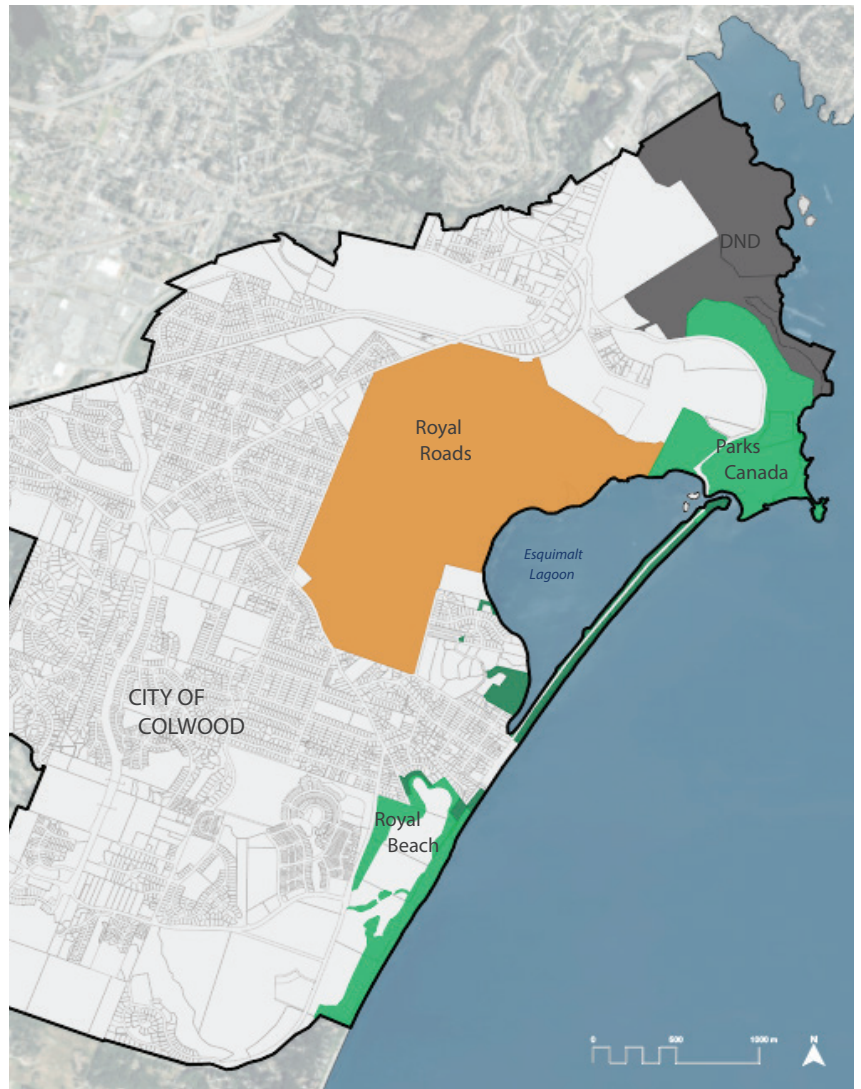 DND
Royal
Roads
Parks
Canada
Esquimalt
Lagoon
CITY OF
COLWOOD
Royal
Beach
0 500 1000 m N